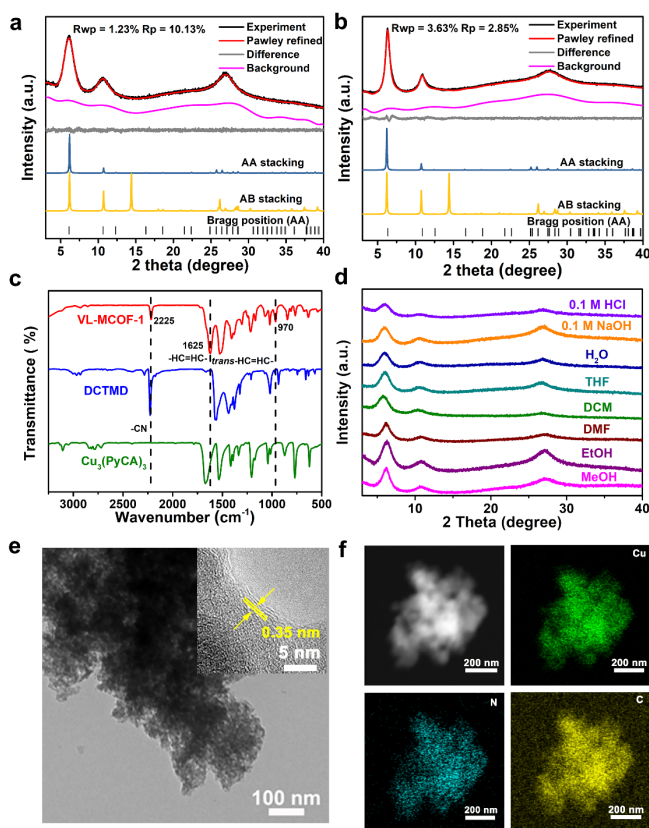 a
Rwp = 1.23% Rp = 10.13%
Experiment
Pawley refined
Difference
Background
AA stacking
AB stacking
Bragg position (AA)
Intensity (a.u.)
5 10 15 20 25 30 35 40
2 theta (degree)
b
Rwp = 3.63% Rp = 2.85%
Experiment
Pawley refined
Difference
Background
AA stacking
AB stacking
Bragg position (AA)
Intensity (a.u.)
5 10 15 20 25 30 35 40
2 theta (degree)
c
VL-MCOF-1
2225
1625
-HC=HC-
trans-HC=HC-
970
DCTMD
-CN
Cu3(PyCA)3
Transmittance ( %)
3000 2500 2000 1500 1000 500
Wavenumber (cm-1)
d
0.1 M HCl
0.1 M NaOH
H2O
THF
DCM
DMF
EtOH
MeOH
Intensity (a.u.)
10 20 30 40
2 Theta (degree)
e
0.35 nm
5 nm
100 nm
f
200 nm
Cu
200 nm
N
200 nm
C
200 nm